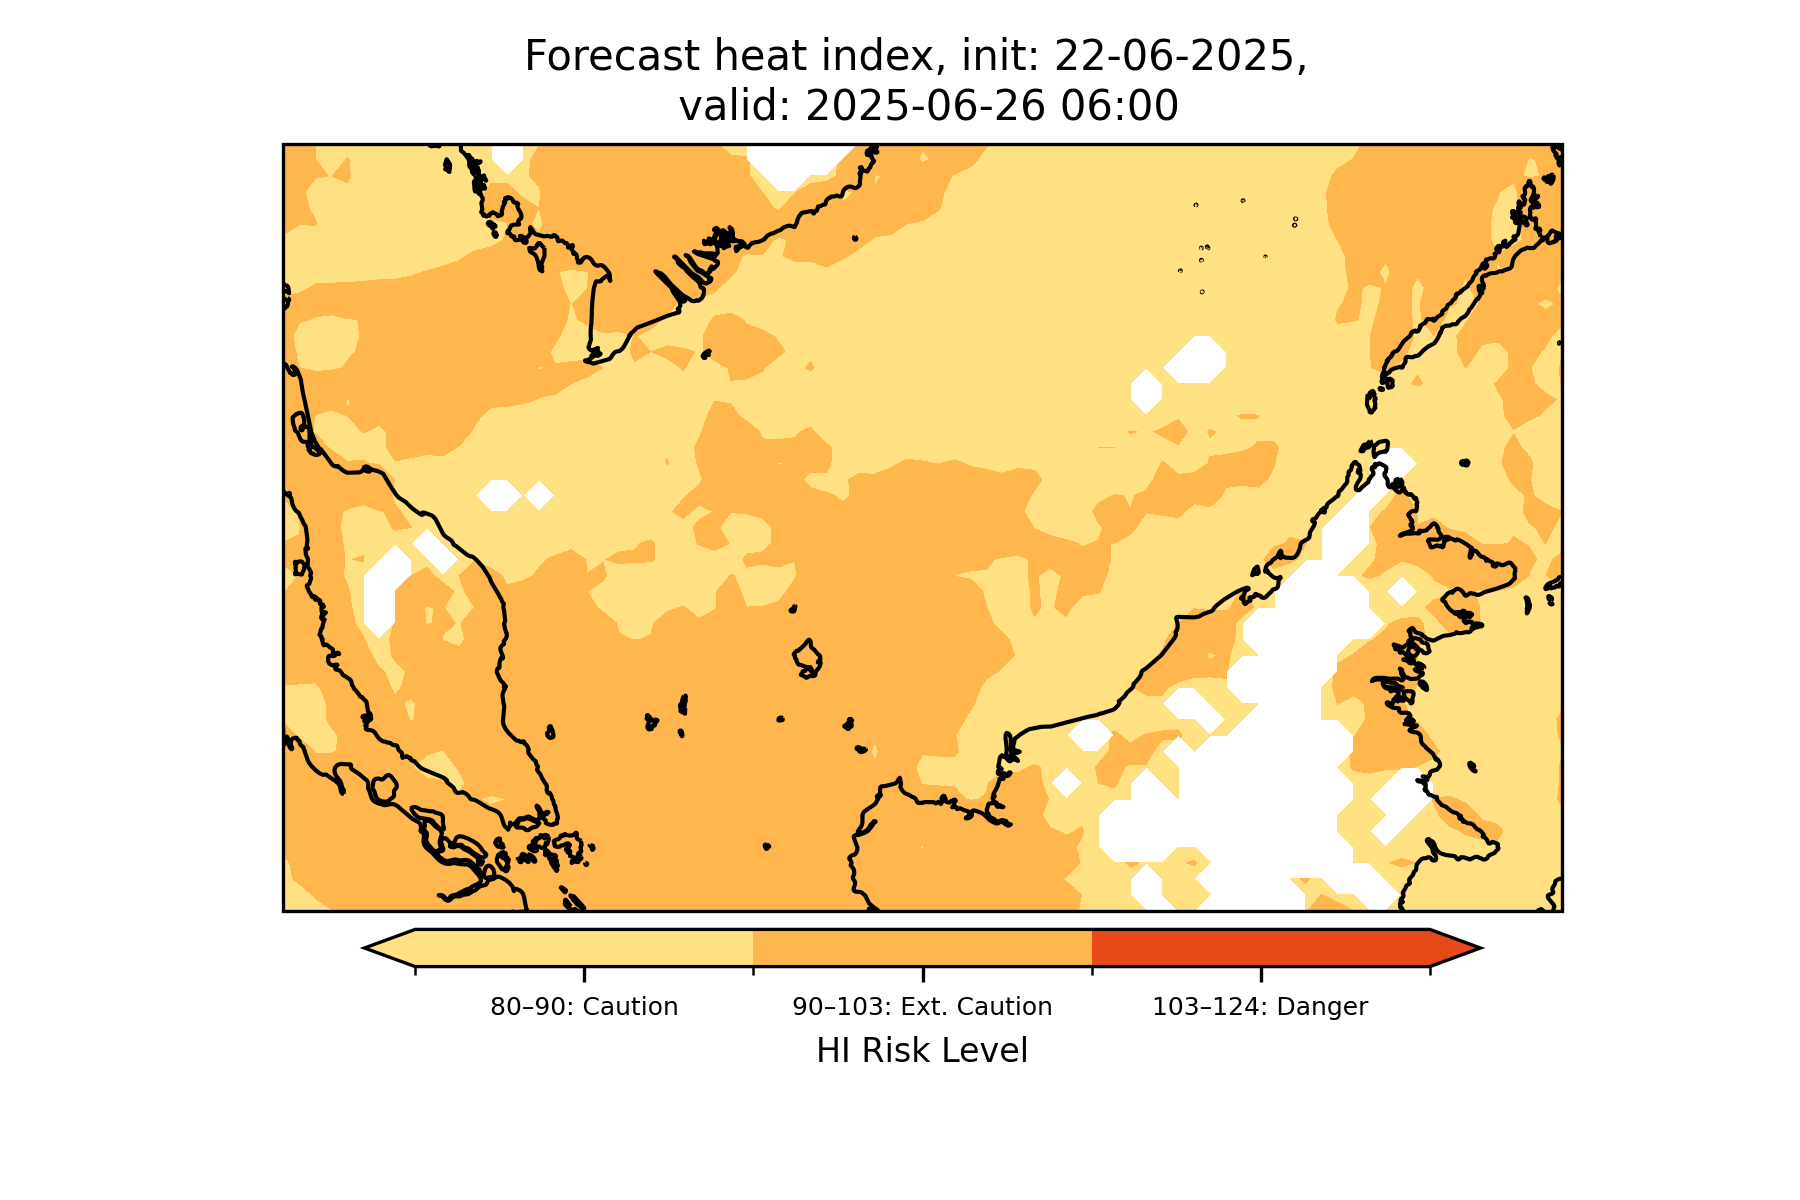 Forecast heat index, init: 22-06-2025,
valid: 2025-06-26 06:00
80–90: Caution
90–103: Ext. Caution
103–124: Danger
HI Risk Level